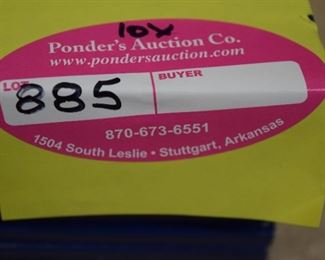 10x
Ponder's Auction Co.
www.pondersauction.com
LOT BUYER
885
870-673-6551
1504 South Leslie • Stuttgart, Arkansas